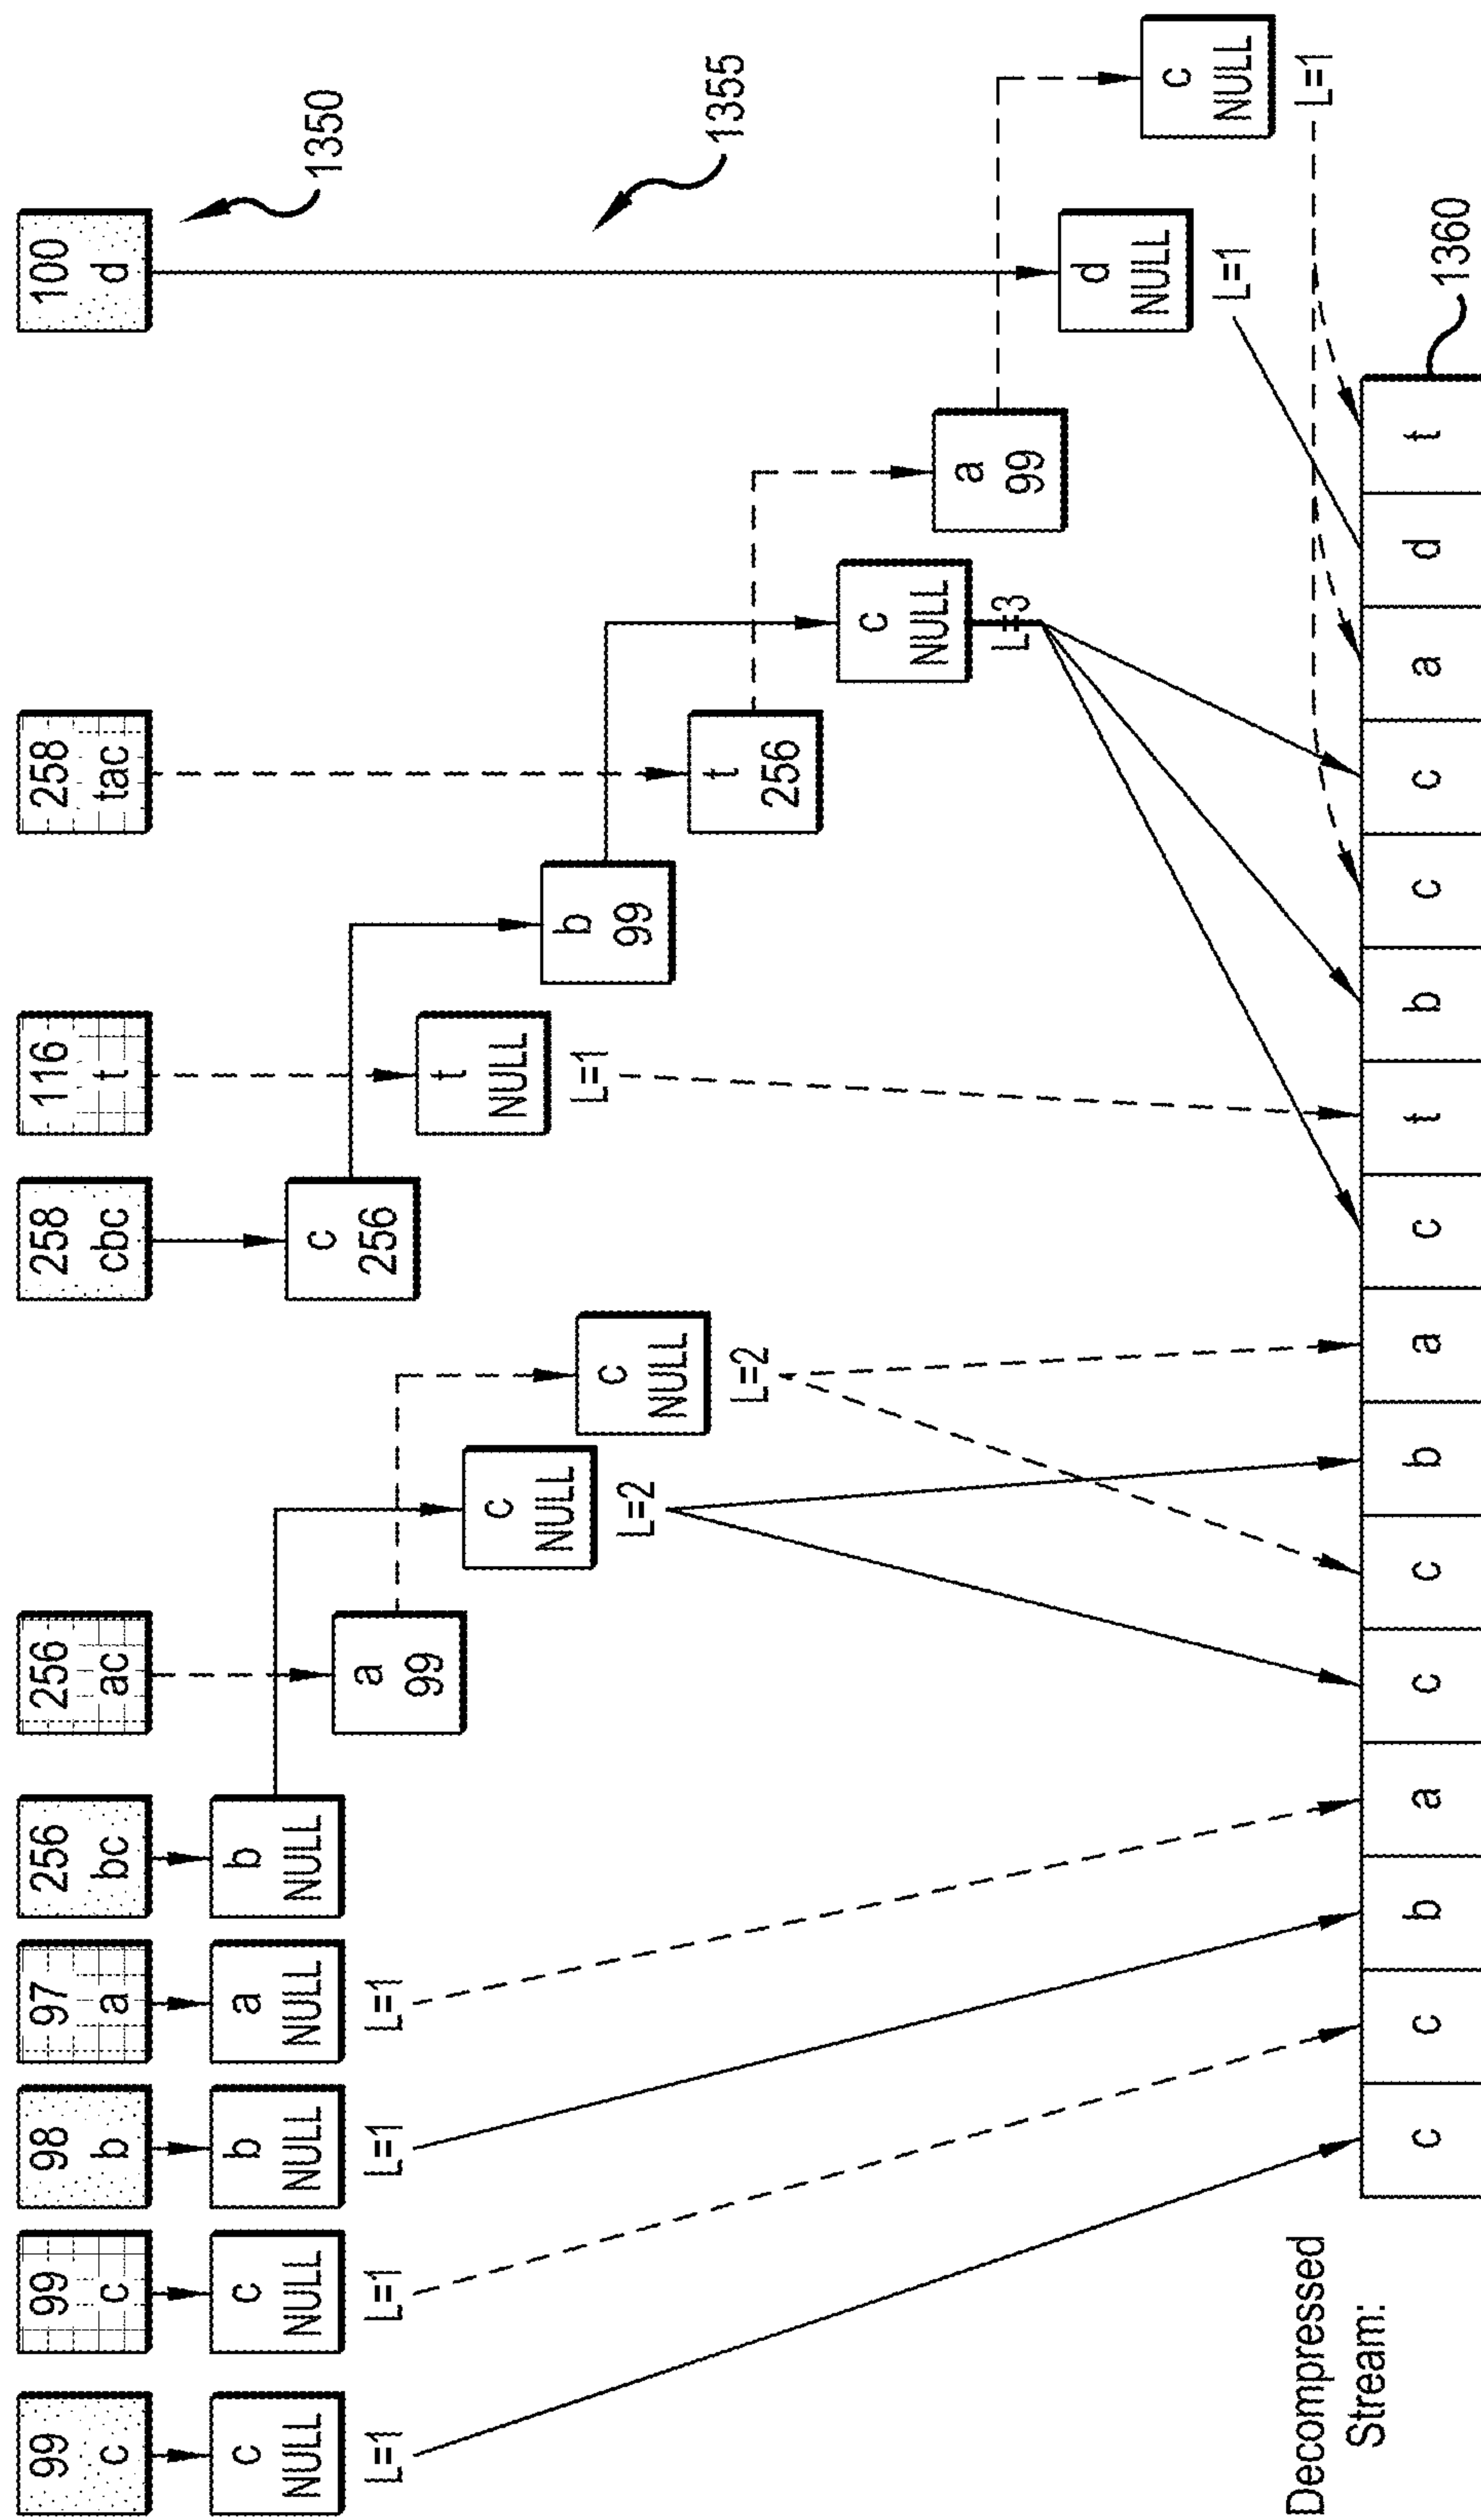 99 99 98 97 256 256 258 116 258 100
c c b a bc ac cbc t tac d
1350
c c b a b
NULL NULL NULL NULL NULL
L=1 L=1 L=1 L=1
c
256
a
99
t
NULL
L=1
c
NULL
L=2
b
99
c
NULL
L=2
t
256
1355
c
NULL
L=3
a
99
d
NULL
L=1
c
NULL
L=1
Decompressed
Stream:
c c b a c c b a c t b c c a d t
1360